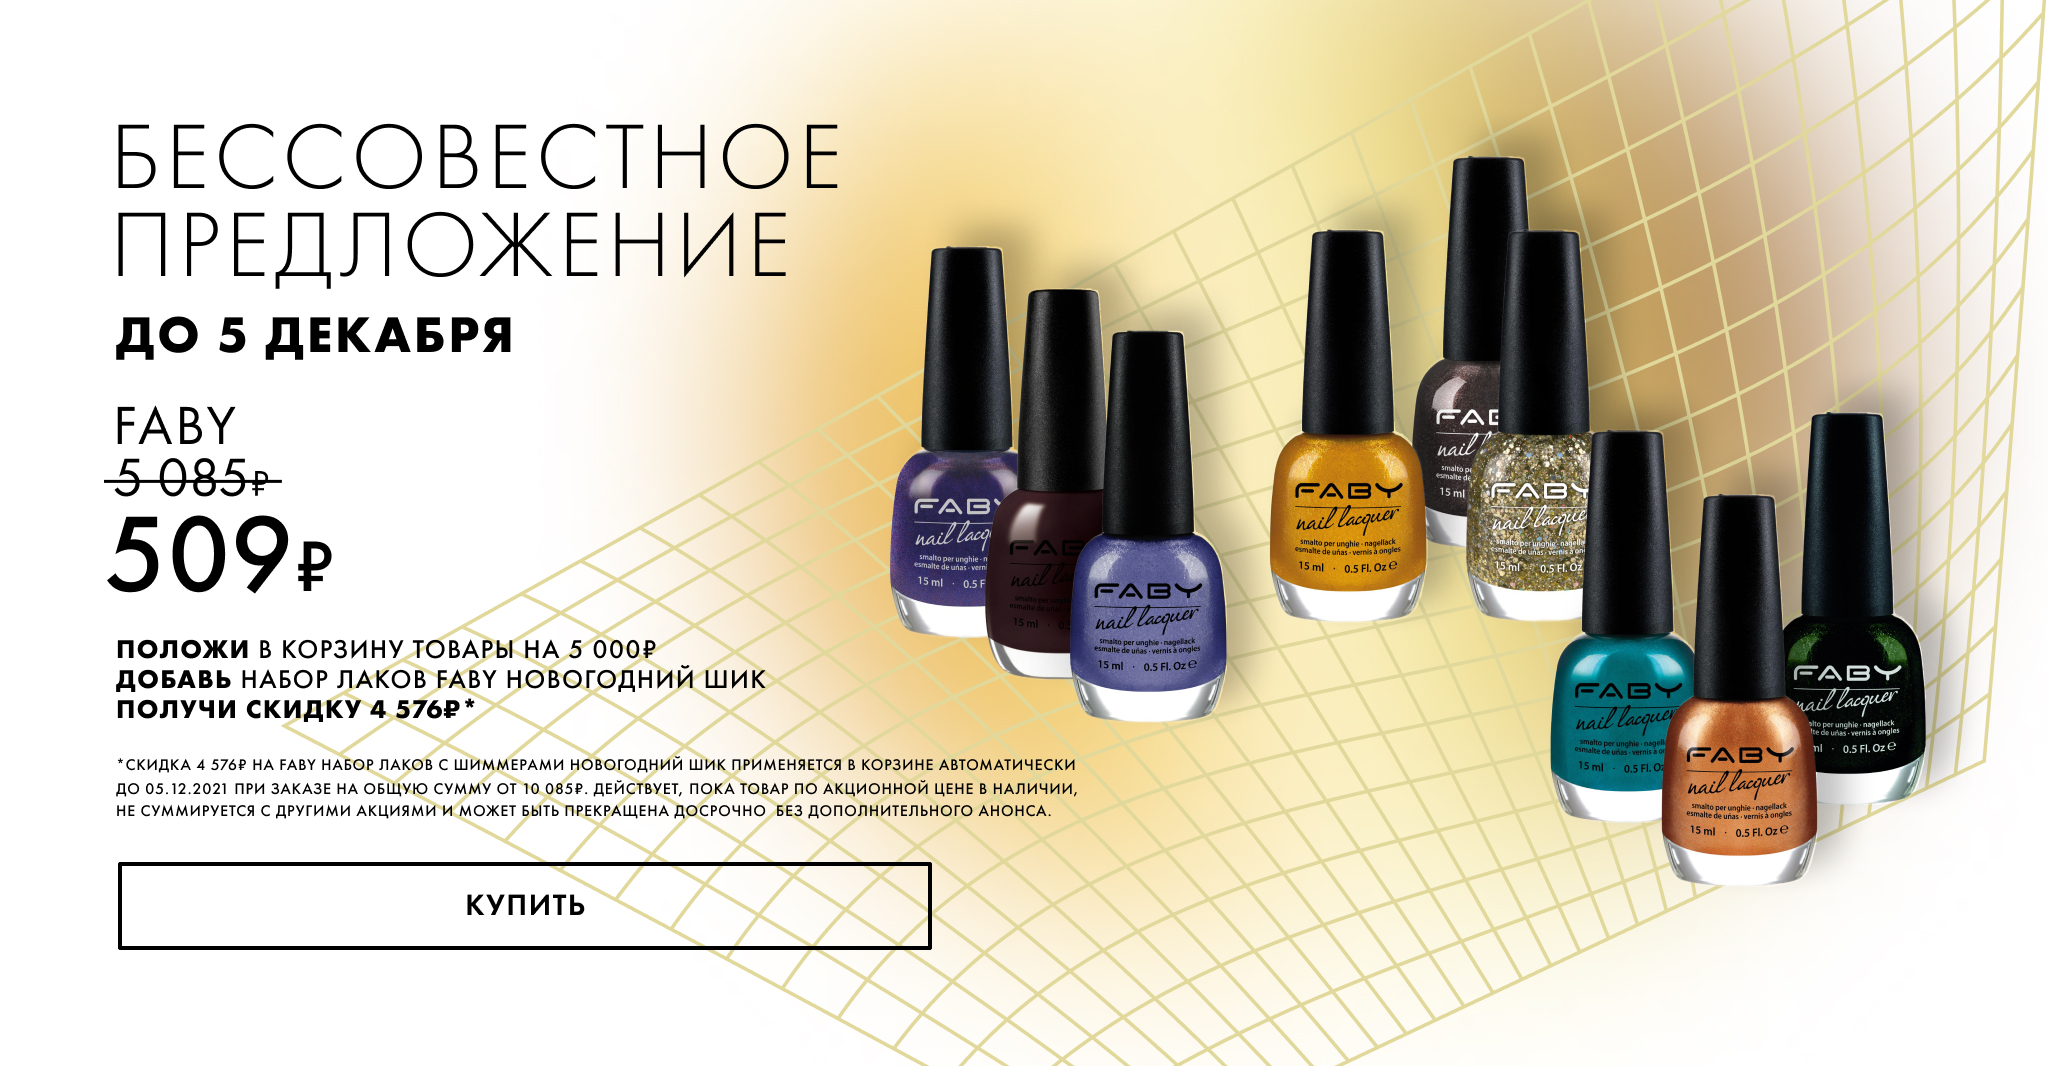 БЕССОВЕСТНОЕ
ПРЕДЛОЖЕНИЕ
ДО 5 ДЕКАБРЯ
FABY
5 085₽
509₽
ПОЛОЖИ В КОРЗИНУ ТОВАРЫ НА 5 000₽
ДОБАВЬ НАБОР ЛАКОВ FABY НОВОГОДНИЙ ШИК
ПОЛУЧИ СКИДКУ 4 576₽*
*СКИДКА 4 576₽ НА FABY НАБОР ЛАКОВ С ШИММЕРАМИ НОВОГОДНИЙ ШИК ПРИМЕНЯЕТСЯ В КОРЗИНЕ АВТОМАТИЧЕСКИ
ДО 05.12.2021 ПРИ ЗАКАЗЕ НА ОБЩУЮ СУММУ ОТ 10 085₽. ДЕЙСТВУЕТ, ПОКА ТОВАР ПО АКЦИОННОЙ ЦЕНЕ В НАЛИЧИИ,
НЕ СУММИРУЕТСЯ С ДРУГИМИ АКЦИЯМИ И МОЖЕТ БЫТЬ ПРЕКРАЩЕНА ДОСРОЧНО БЕЗ ДОПОЛНИТЕЛЬНОГО АНОНСА.
КУПИТЬ
FABY
nail lacquer
smalto per unghie · nagellack
esmalte de uñas · vernis à ongles
15 ml · 0.5 Fl. Oz e
FABY
nail lacquer
smalto per unghie · nagellack
esmalte de uñas · vernis à ongles
15 ml · 0.5 Fl. Oz e
FABY
nail lacquer
smalto per unghie · nagellack
esmalte de uñas · vernis à ongles
15 ml · 0.5 Fl. Oz e